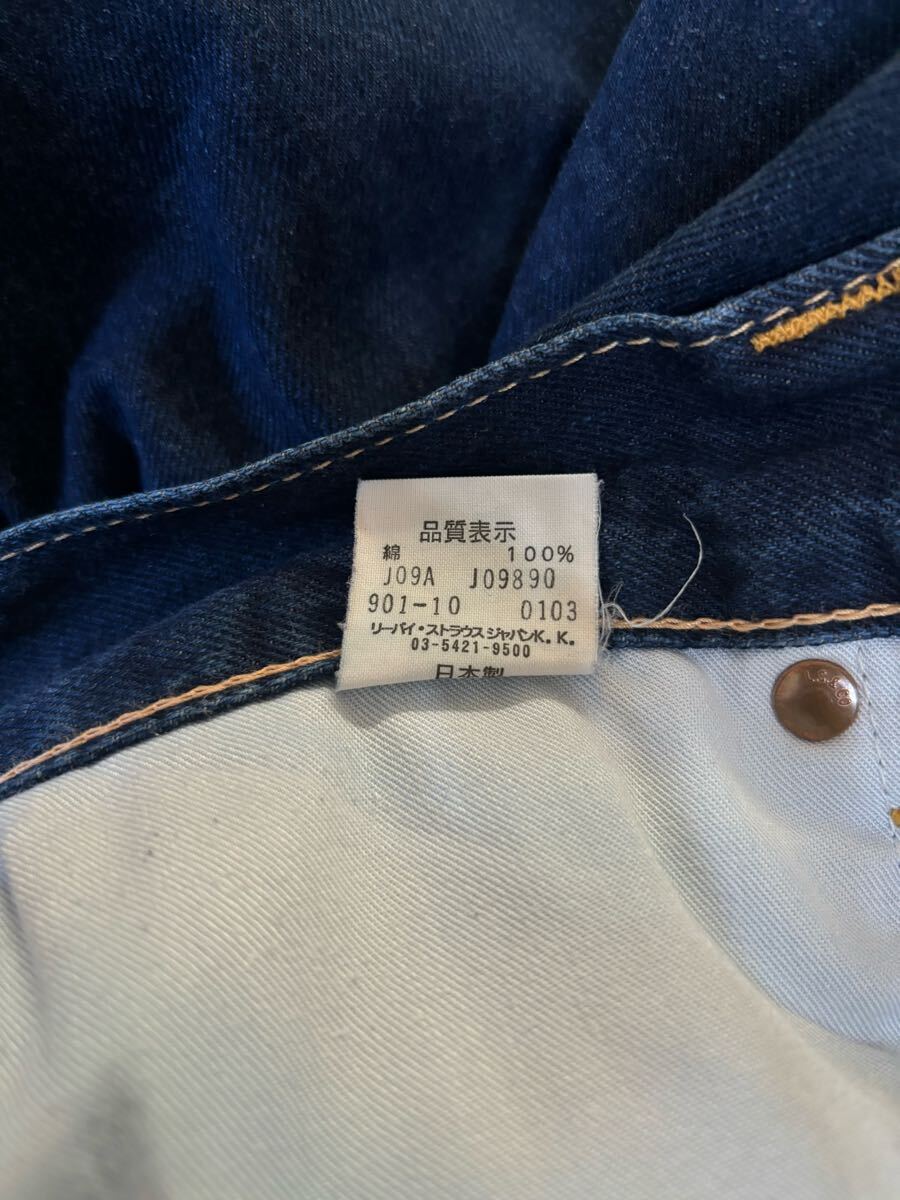 品質表示
綿 100%
J09A J09890
901-10 0103
リーバイ・ストラウス ジャパンK.K.
03-5421-9500
日本製
L.S.& CO